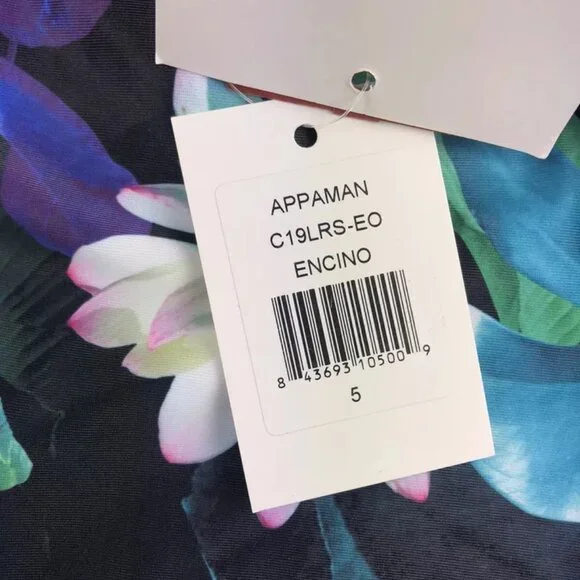 APPAMAN
C19LRS-EO
ENCINO
8 43693 10500 9
5